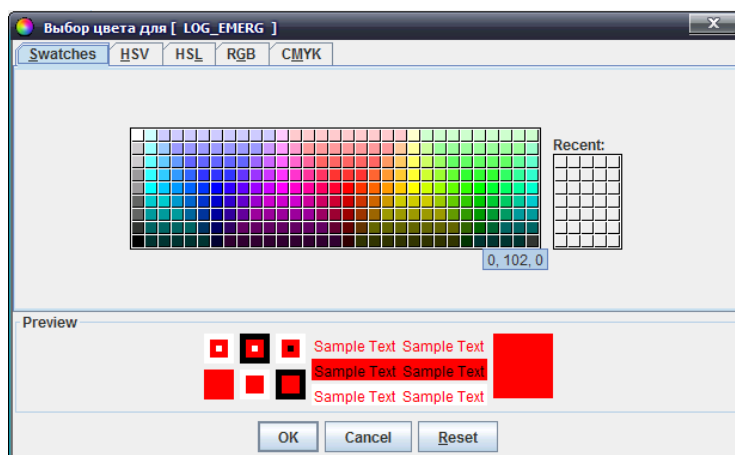 Выбор цвета для [ LOG_EMERG ]
Swatches HSV HSL RGB CMYK
Recent:
0, 102, 0
Preview
Sample Text Sample Text
Sample Text Sample Text
Sample Text Sample Text
OK Cancel Reset